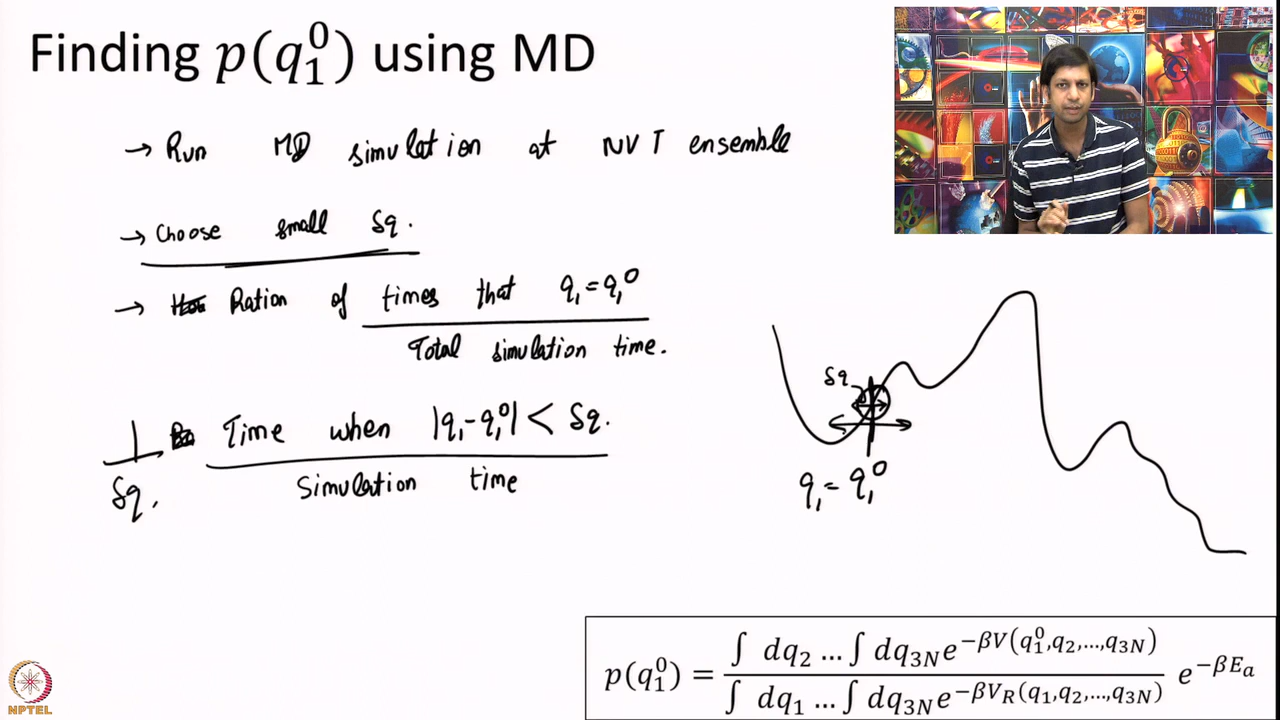 Finding p(q₁⁰) using MD
→ Run MD simulation at NVT ensemble
→ Choose small δq.
→ Ration of times that q₁ = q₁⁰
Total simulation time.
1 Time when |q₁ - q₁⁰| < δq.
δq. Simulation time
δq
q₁ = q₁⁰
p(q₁⁰) = ∫ dq₂ … ∫ dq₃N e^{-βV(q₁⁰,q₂,…,q₃N)} / ∫ dq₁ … ∫ dq₃N e^{-βV_R(q₁,q₂,…,q₃N)} e^{-βE_a}
NPTEL